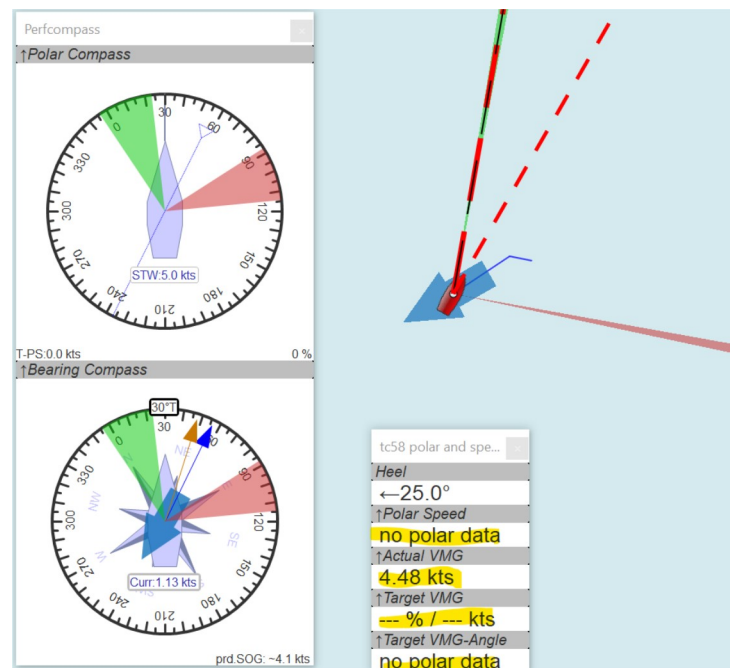 Perfcompass
x
↑Polar Compass
0 30 60 90 120 150 180 210 240 270 300 330
STW:5.0 kts
T-PS:0.0 kts 0 %
↑Bearing Compass
30°T
0 30 60 90 120 150 180 210 240 270 300 330
NE
SE
W
NW
Curr:1.13 kts
prd.SOG: ~4.1 kts
tc58 polar and spe...
x
Heel
←25.0°
↑Polar Speed
no polar data
↑Actual VMG
4.48 kts
↑Target VMG
--- % / --- kts
↑Target VMG-Angle
no polar data